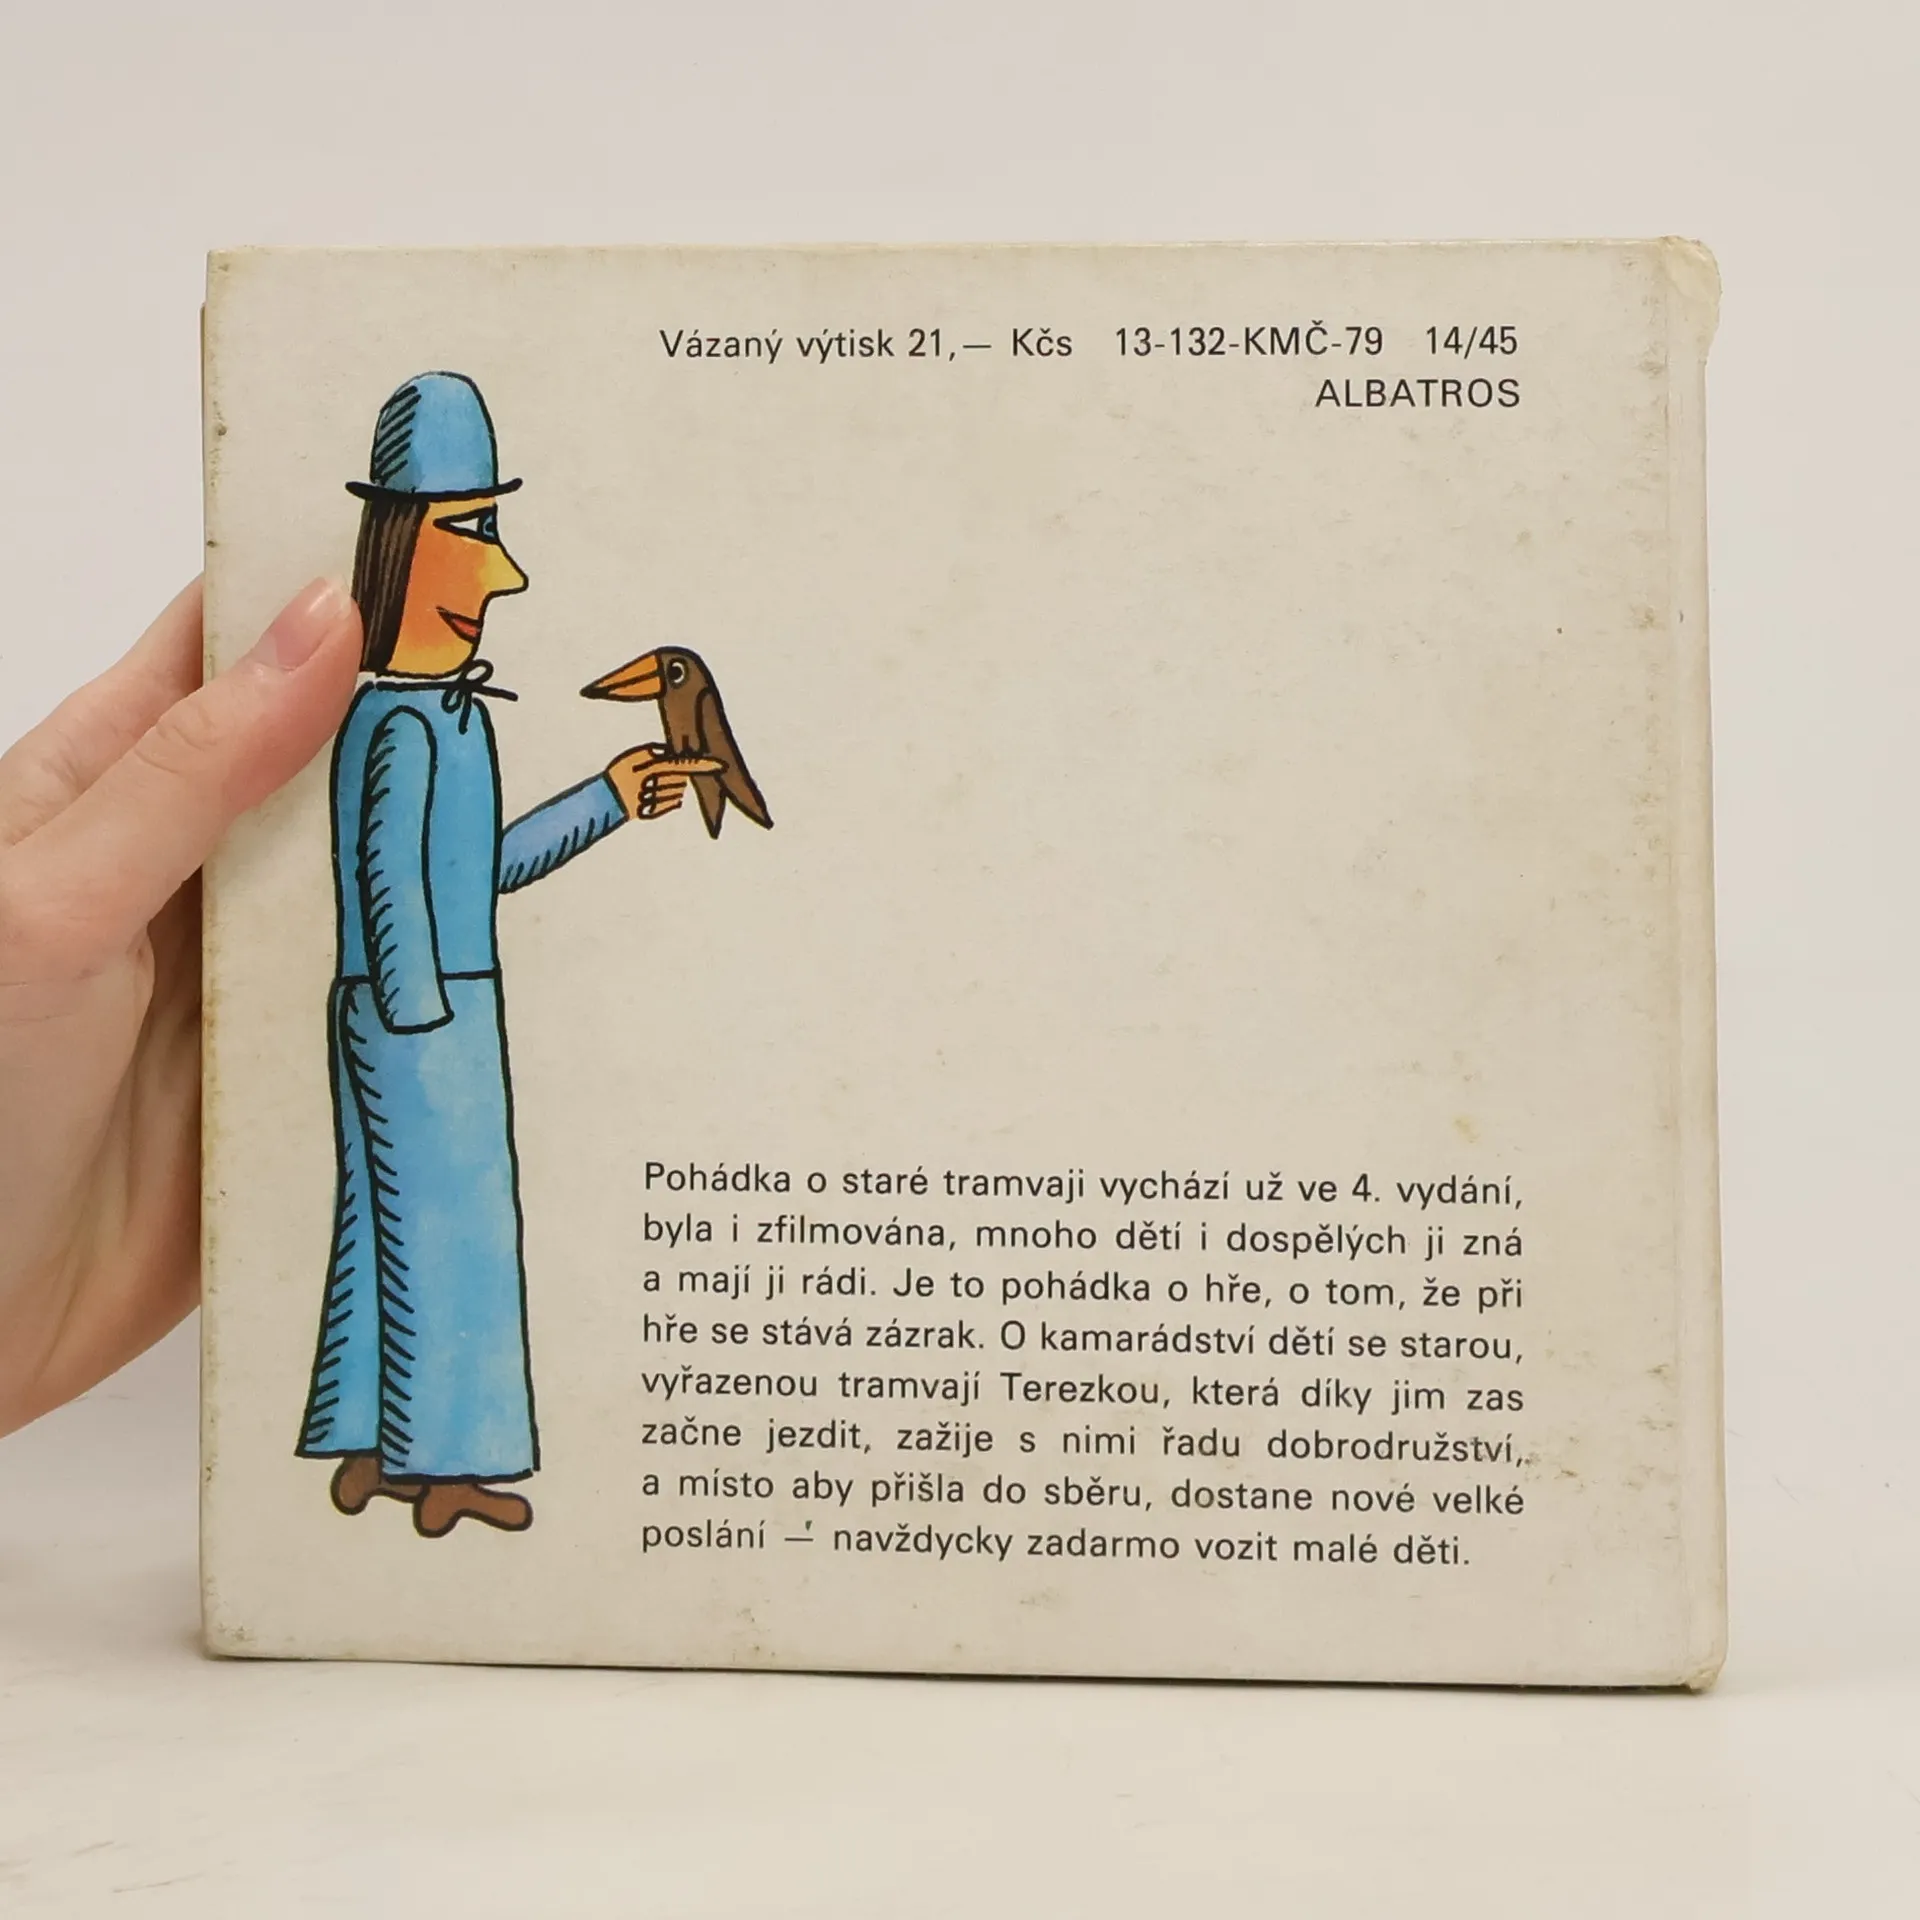 Vázaný výtisk 21,— Kčs 13-132-KMČ-79 14/45
ALBATROS
Pohádka o staré tramvaji vychází už ve 4. vydání,
byla i zfilmována, mnoho dětí i dospělých ji zná
a mají ji rádi. Je to pohádka o hře, o tom, že při
hře se stává zázrak. O kamarádství dětí se starou,
vyřazenou tramvají Terezkou, která díky jim zas
začne jezdit, zažije s nimi řadu dobrodružství,
a místo aby přišla do sběru, dostane nové velké
poslání — navždycky zadarmo vozit malé děti.